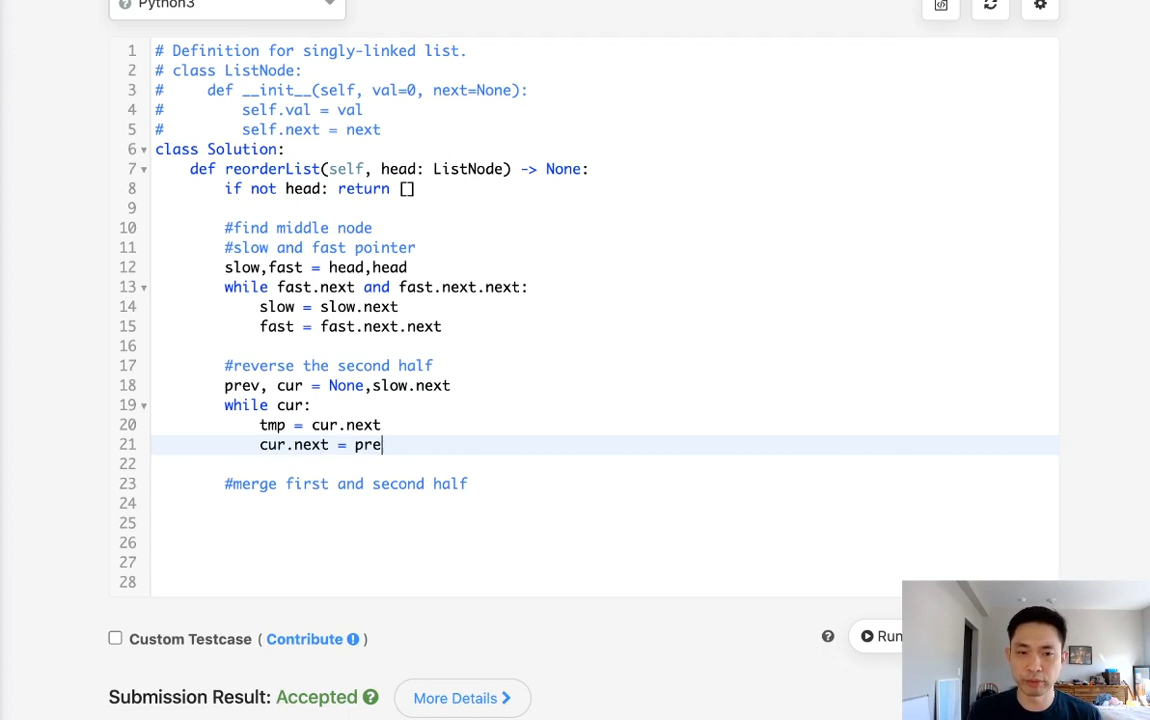 Python3
1 # Definition for singly-linked list.
2 # class ListNode:
3 #     def __init__(self, val=0, next=None):
4 #         self.val = val
5 #         self.next = next
6 class Solution:
7     def reorderList(self, head: ListNode) -> None:
8         if not head: return []
9
10         #find middle node
11         #slow and fast pointer
12         slow,fast = head,head
13         while fast.next and fast.next.next:
14             slow = slow.next
15             fast = fast.next.next
16
17         #reverse the second half
18         prev, cur = None,slow.next
19         while cur:
20             tmp = cur.next
21             cur.next = pre
22
23         #merge first and second half
24
25
26
27
28
Custom Testcase ( Contribute )
Run
Submission Result: Accepted
More Details